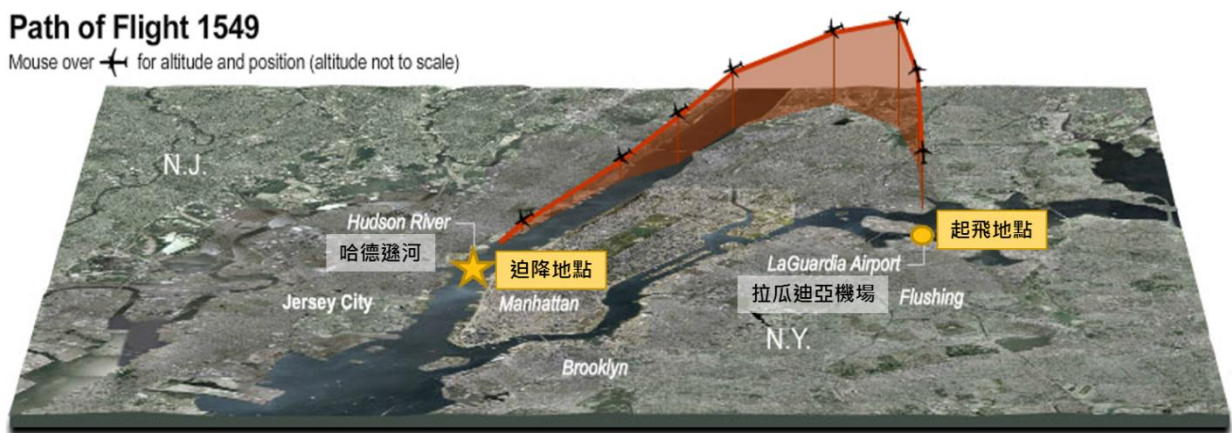 Path of Flight 1549
Mouse over for altitude and position (altitude not to scale)
N.J.
Hudson River
哈德遜河
迫降地點
起飛地點
LaGuardia Airport
拉瓜迪亞機場
Flushing
Jersey City
Manhattan
N.Y.
Brooklyn